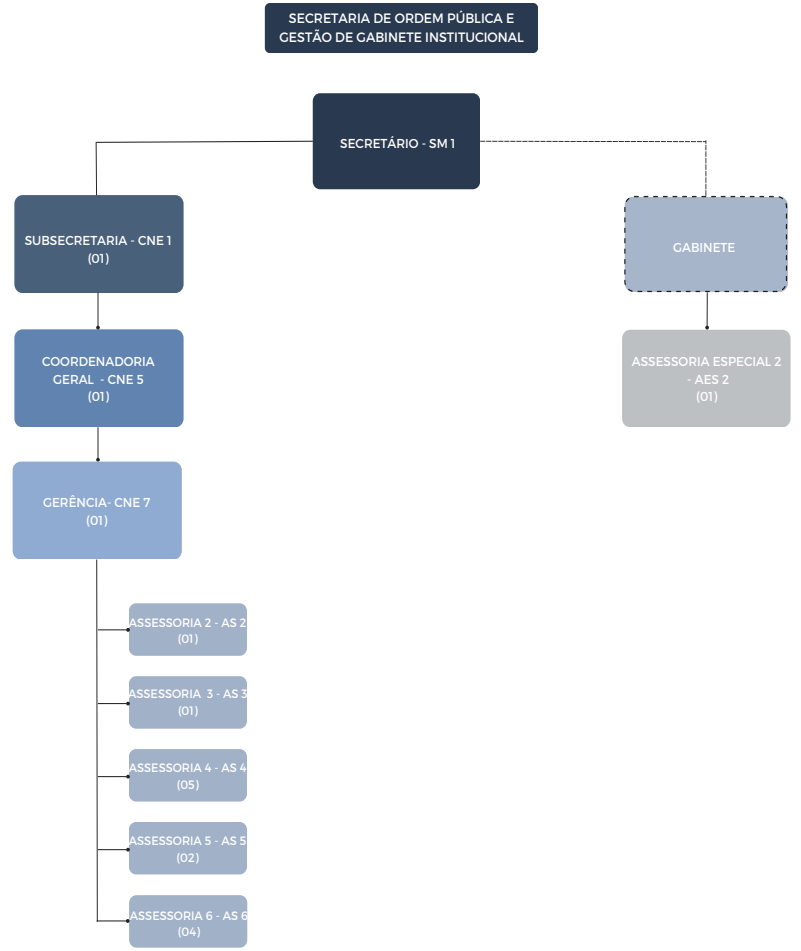 SECRETARIA DE ORDEM PÚBLICA E
GESTÃO DE GABINETE INSTITUCIONAL
SECRETÁRIO - SM 1
SUBSECRETARIA - CNE 1
(01)
GABINETE
COORDENADORIA
GERAL - CNE 5
(01)
ASSESSORIA ESPECIAL 2
- AES 2
(01)
GERÊNCIA- CNE 7
(01)
ASSESSORIA 2 - AS 2
(01)
ASSESSORIA 3 - AS 3
(01)
ASSESSORIA 4 - AS 4
(05)
ASSESSORIA 5 - AS 5
(02)
ASSESSORIA 6 - AS 6
(04)